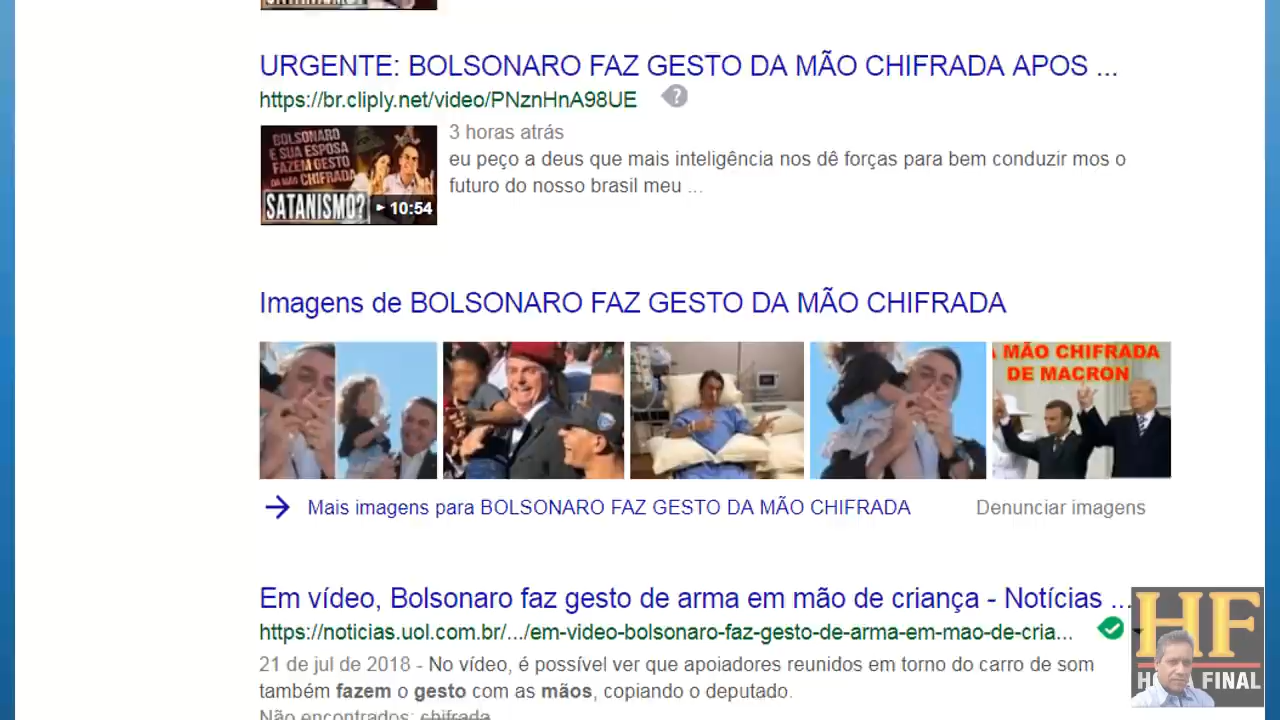 URGENTE: BOLSONARO FAZ GESTO DA MÃO CHIFRADA APOS ...
https://br.cliply.net/video/PNznHnA98UE
?
3 horas atrás
eu peço a deus que mais inteligência nos dê forças para bem conduzir mos o
futuro do nosso brasil meu ...
BOLSONARO
E SUA ESPOSA
FAZEM GESTO
DA MÃO CHIFRADA
SATANISMO?
10:54
Imagens de BOLSONARO FAZ GESTO DA MÃO CHIFRADA
A MÃO CHIFRADA
DE MACRON
Mais imagens para BOLSONARO FAZ GESTO DA MÃO CHIFRADA
Denunciar imagens
Em vídeo, Bolsonaro faz gesto de arma em mão de criança - Notícias ...
https://noticias.uol.com.br/.../em-video-bolsonaro-faz-gesto-de-arma-em-mao-de-cria...
21 de jul de 2018 - No vídeo, é possível ver que apoiadores reunidos em torno do carro de som
também fazem o gesto com as mãos, copiando o deputado.
Não encontrados: chifrada
HF
FINAL